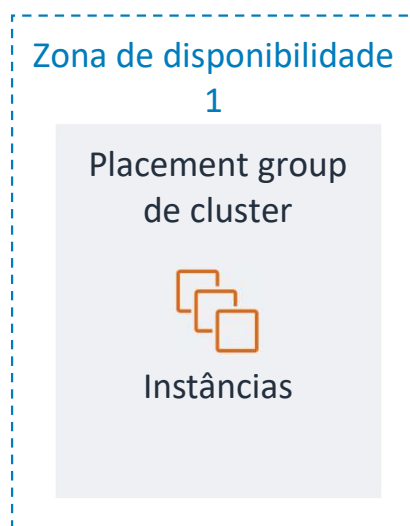 Zona de disponibilidade
1
Placement group
de cluster
Instâncias